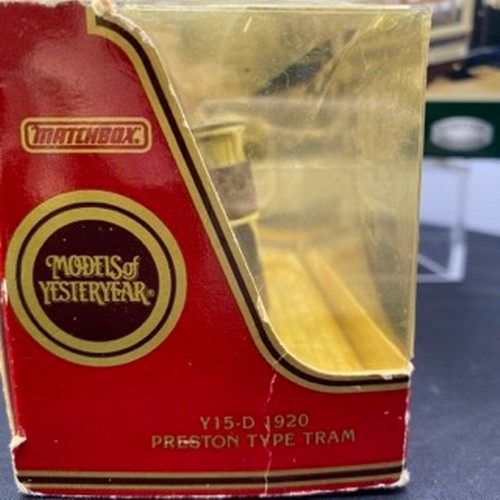 MATCHBOX
MODELS of
YESTERYEAR®
Y15-D 1920
PRESTON TYPE TRAM